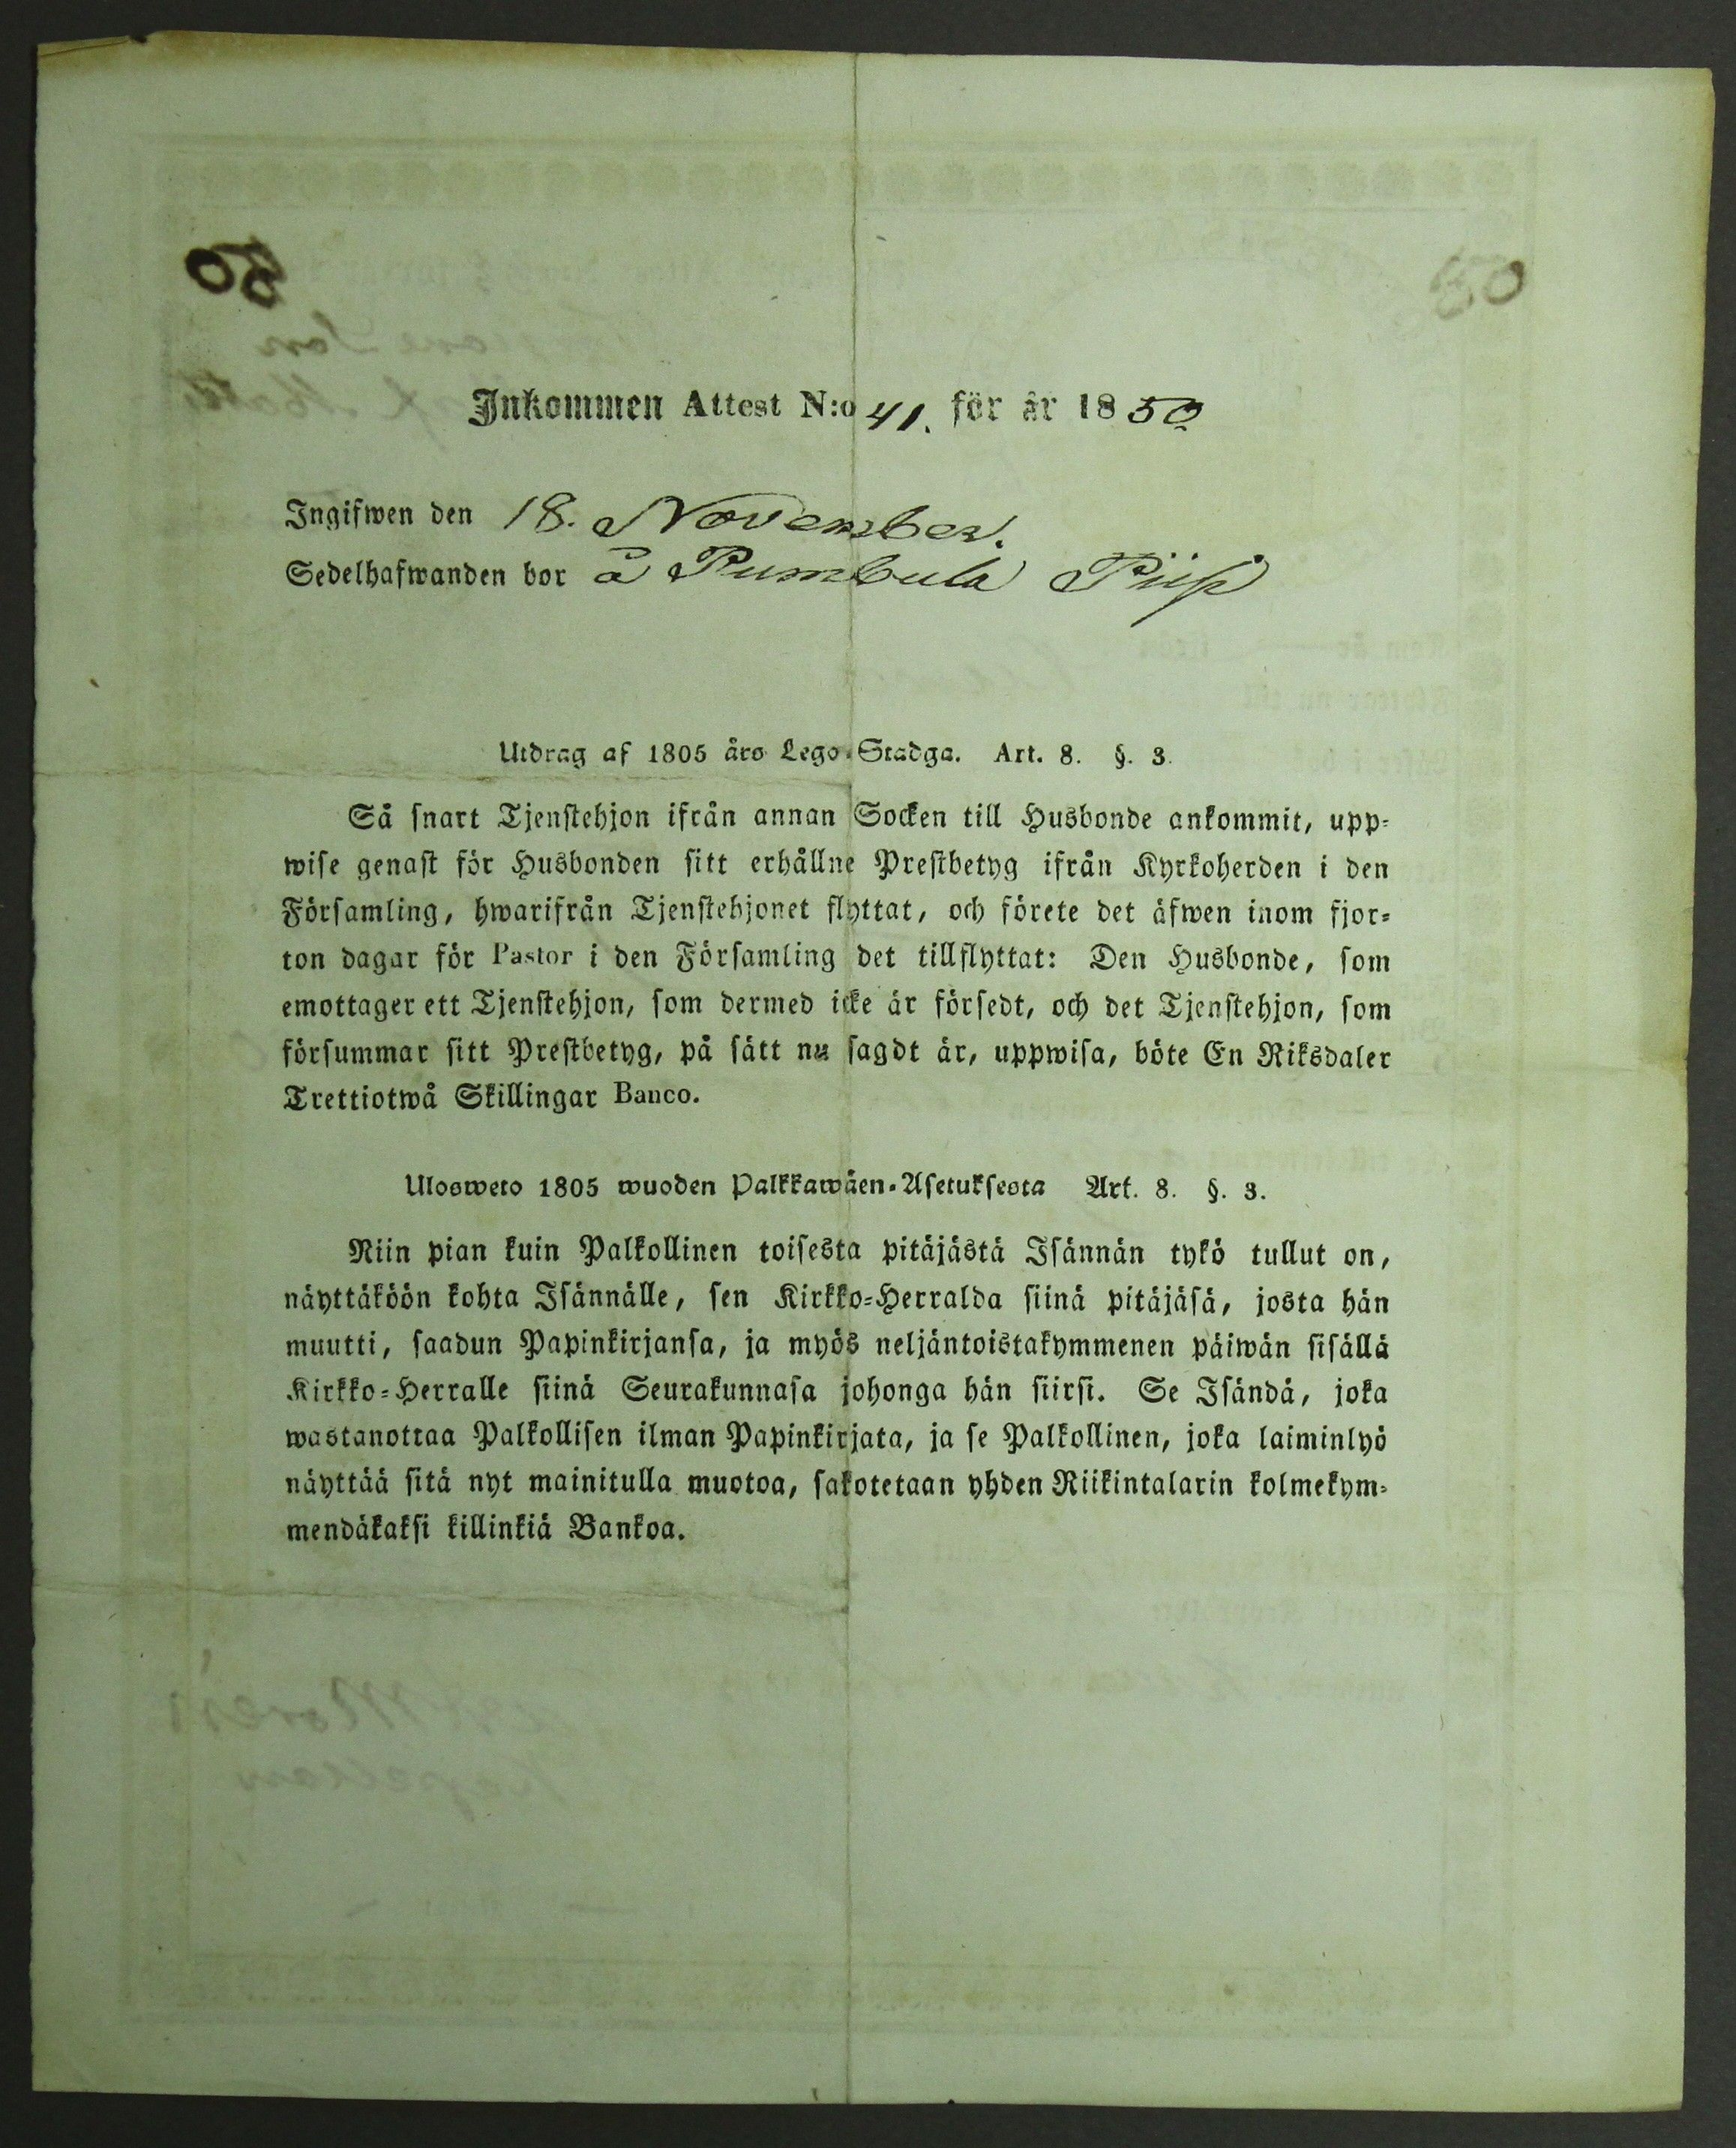 50
Inkommen Attest N:o 41. för år 1850
Ingifwen den 18. November.
Sedelhafwanden bor å Pumbula Piip
Utdrag af 1805 års Lego-Stadga. Art. 8. §. 3.
Så snart Tjenstehjon ifrån annan Socken till Husbonde ankommit, upp-
wise genast för Husbonden sitt erhållne Prestbetyg ifrån Kyrkoherden i den
Församling, hwarifrån Tjenstehjonet flyttat, och förete det äfwen inom fjor-
ton dagar för Pastor i den Församling det tillflyttat: Den Husbonde, som
emottager ett Tjenstehjon, som dermed icke är försedt, och det Tjenstehjon, som
försummar sitt Prestbetyg, på sätt nu sagdt är, uppwisa, böte En Riksdaler
Trettiotwå Skillingar Banco.
Ulosweto 1805 wuoden Palkkawäen-Asetuksesta Art. 8. §. 3.
Niin pian kuin Palkollinen toisesta pitäjästä Isännän tykö tullut on,
näyttäköön kohta Isännälle, sen Kirkko-Herralda siinä pitäjäsä, josta hän
muutti, saadun Papinkirjansa, ja myös neljäntoistakymmenen päiwän sisällä
Kirkko-Herralle siinä Seurakunnasa johonga hän siirsi. Se Isändä, joka
wastanottaa Palkollisen ilman Papinkirjata, ja se Palkollinen, joka laiminlyö
näyttää sitä nyt mainitulla muotoa, sakotetaan yhden Riikintalarin kolmekym-
mendäkaksi killinkiä Bankoa.